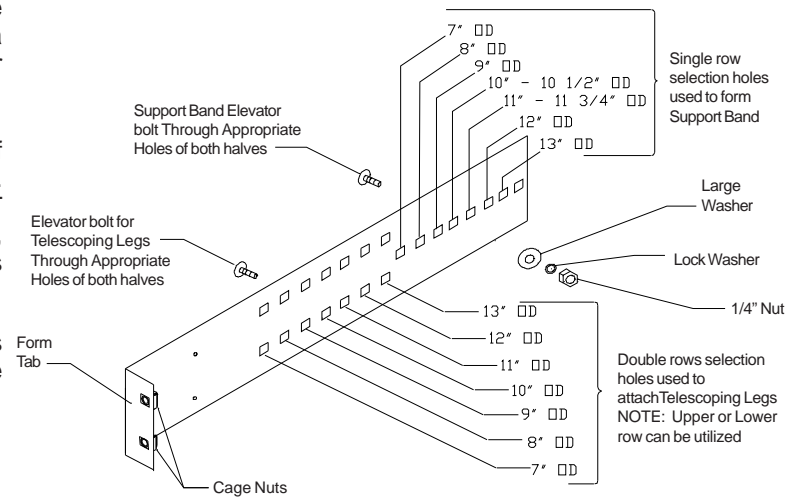 7" OD
8" OD
9" OD
10" - 10 1/2" OD
11" - 11 3/4" OD
12" OD
13" OD
Single row
selection holes
used to form
Support Band
Support Band Elevator
bolt Through Appropriate
Holes of both halves
Large
Washer
Elevator bolt for
Telescoping Legs
Through Appropriate
Holes of both halves
Lock Washer
1/4" Nut
13" OD
12" OD
11" OD
10" OD
9" OD
8" OD
7" OD
Form
Tab
Double rows selection
holes used to
attachTelescoping Legs
NOTE: Upper or Lower
row can be utilized
Cage Nuts